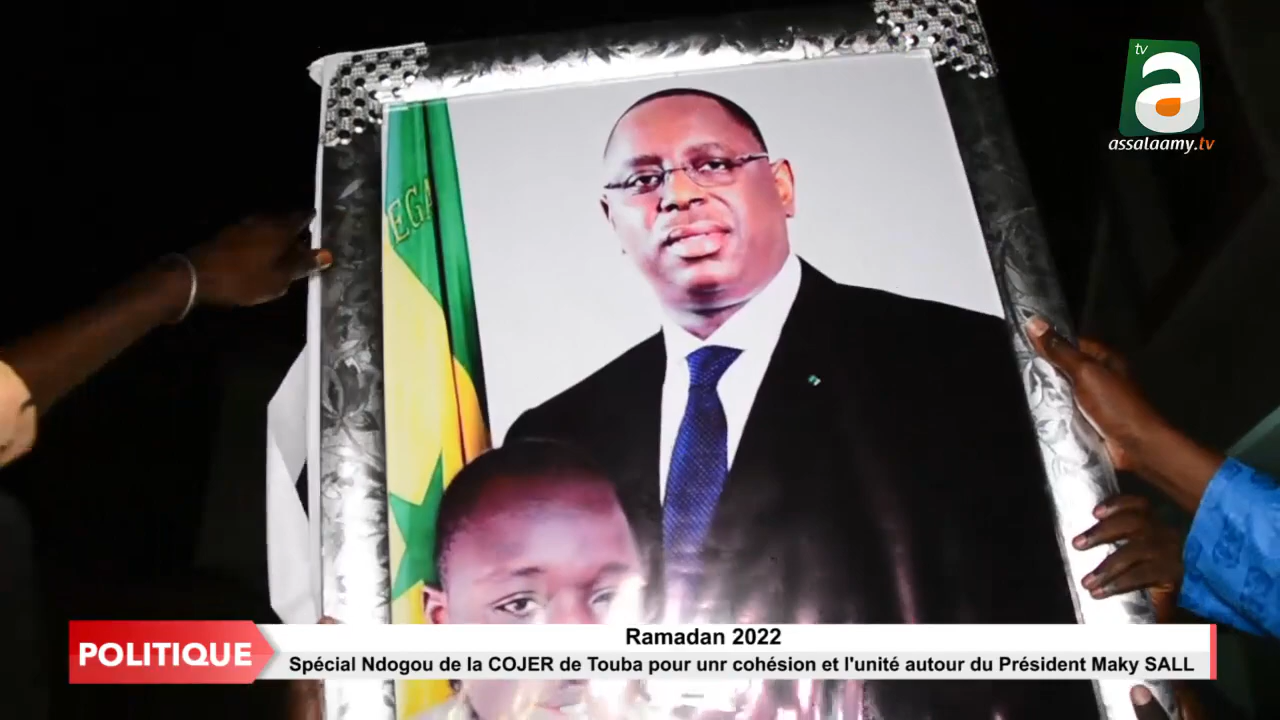 tv
a
assalaamy.tv
EGA
POLITIQUE
Ramadan 2022
Spécial Ndogou de la COJER de Touba pour unr cohésion et l'unité autour du Président Maky SALL